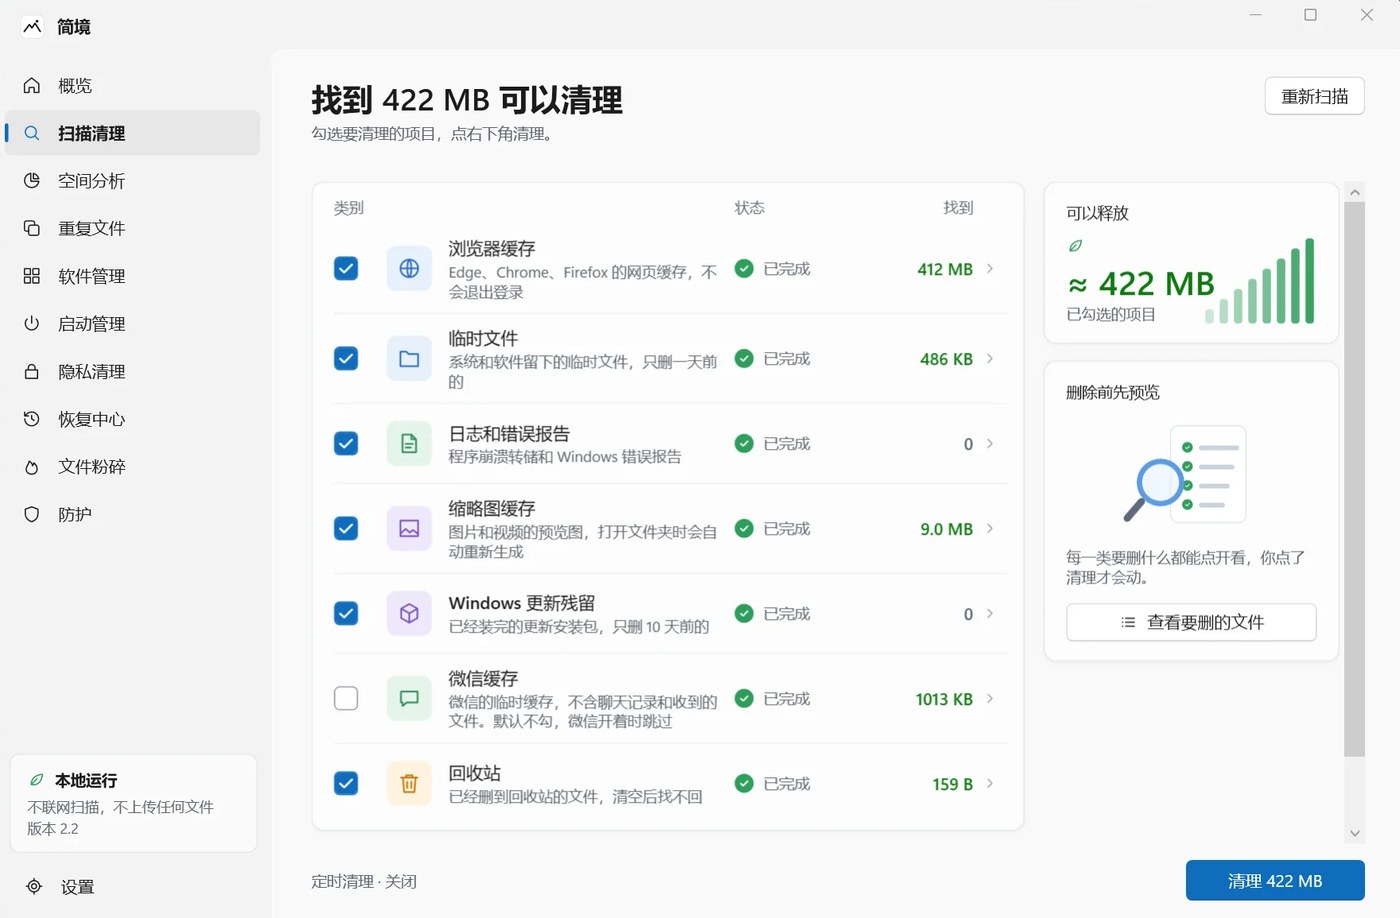 简境
概览
扫描清理
空间分析
重复文件
软件管理
启动管理
隐私清理
恢复中心
文件粉碎
防护
本地运行
不联网扫描，不上传任何文件
版本 2.2
设置
找到 422 MB 可以清理
勾选要清理的项目，点右下角清理。
重新扫描
类别 状态 找到
浏览器缓存
Edge、Chrome、Firefox 的网页缓存，不
会退出登录
已完成 412 MB
临时文件
系统和软件留下的临时文件，只删一天前
的
已完成 486 KB
日志和错误报告
程序崩溃转储和 Windows 错误报告
已完成 0
缩略图缓存
图片和视频的预览图，打开文件夹时会自
动重新生成
已完成 9.0 MB
Windows 更新残留
已经装完的更新安装包，只删 10 天前的
已完成 0
微信缓存
微信的临时缓存，不含聊天记录和收到的
文件。默认不勾，微信开着时跳过
已完成 1013 KB
回收站
已经删到回收站的文件，清空后找不回
已完成 159 B
可以释放
≈ 422 MB
已勾选的项目
删除前先预览
每一类要删什么都能点开看，你点了
清理才会动。
查看要删的文件
定时清理 · 关闭
清理 422 MB